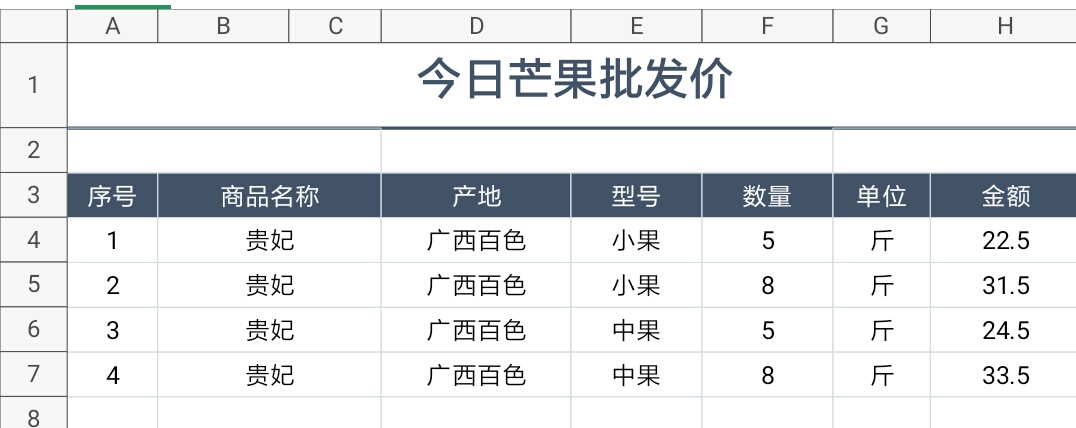 A B C D E F G H
1 今日芒果批发价
2
3 序号 商品名称 产地 型号 数量 单位 金额
4 1 贵妃 广西百色 小果 5 斤 22.5
5 2 贵妃 广西百色 小果 8 斤 31.5
6 3 贵妃 广西百色 中果 5 斤 24.5
7 4 贵妃 广西百色 中果 8 斤 33.5
8